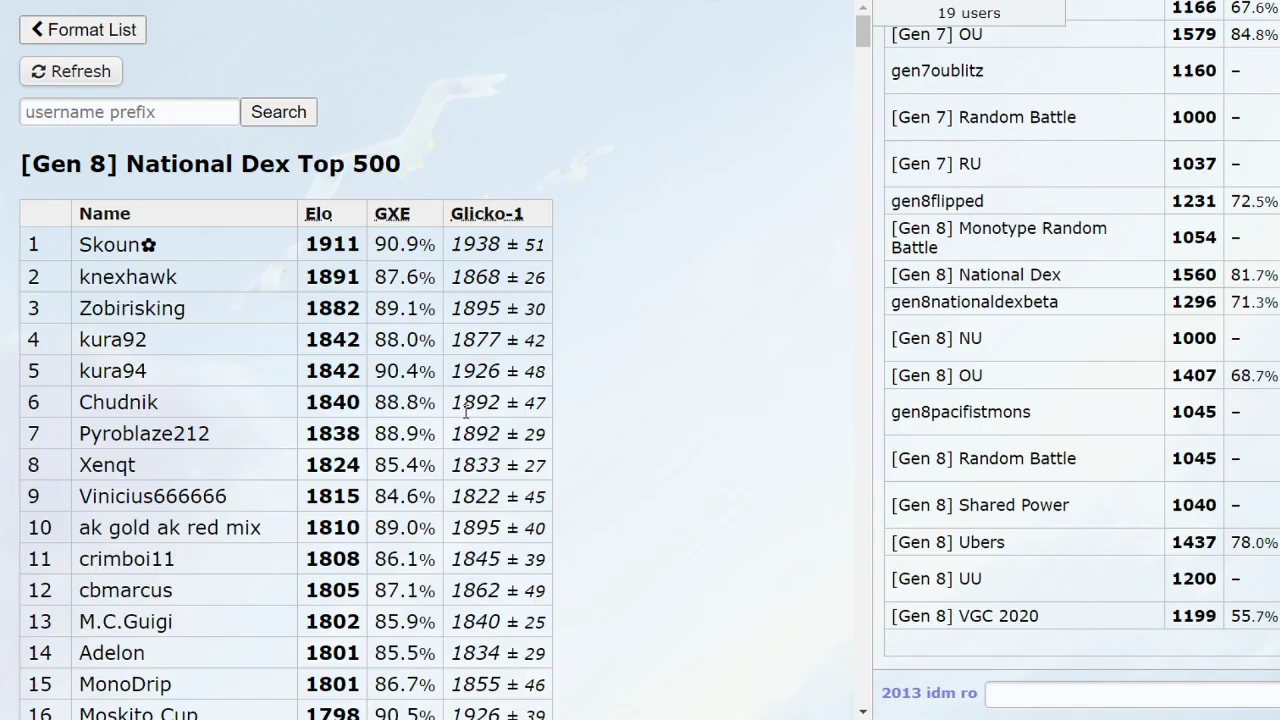 Format List
Refresh
username prefix Search
[Gen 8] National Dex Top 500
Name Elo GXE Glicko-1
1 Skoun✿ 1911 90.9% 1938 ± 51
2 knexhawk 1891 87.6% 1868 ± 26
3 Zobirisking 1882 89.1% 1895 ± 30
4 kura92 1842 88.0% 1877 ± 42
5 kura94 1842 90.4% 1926 ± 48
6 Chudnik 1840 88.8% 1892 ± 47
7 Pyroblaze212 1838 88.9% 1892 ± 29
8 Xenqt 1824 85.4% 1833 ± 27
9 Vinicius666666 1815 84.6% 1822 ± 45
10 ak gold ak red mix 1810 89.0% 1895 ± 40
11 crimboi11 1808 86.1% 1845 ± 39
12 cbmarcus 1805 87.1% 1862 ± 49
13 M.C.Guigi 1802 85.9% 1840 ± 25
14 Adelon 1801 85.5% 1834 ± 29
15 MonoDrip 1801 86.7% 1855 ± 46
16 Moskito Cup 1798 90.5% 1926 ± 39
19 users
1166 67.6%
[Gen 7] OU 1579 84.8%
gen7oublitz 1160 –
[Gen 7] Random Battle 1000 –
[Gen 7] RU 1037 –
gen8flipped 1231 72.5%
[Gen 8] Monotype Random
Battle 1054 –
[Gen 8] National Dex 1560 81.7%
gen8nationaldexbeta 1296 71.3%
[Gen 8] NU 1000 –
[Gen 8] OU 1407 68.7%
gen8pacifistmons 1045 –
[Gen 8] Random Battle 1045 –
[Gen 8] Shared Power 1040 –
[Gen 8] Ubers 1437 78.0%
[Gen 8] UU 1200 –
[Gen 8] VGC 2020 1199 55.7%
2013 idm ro